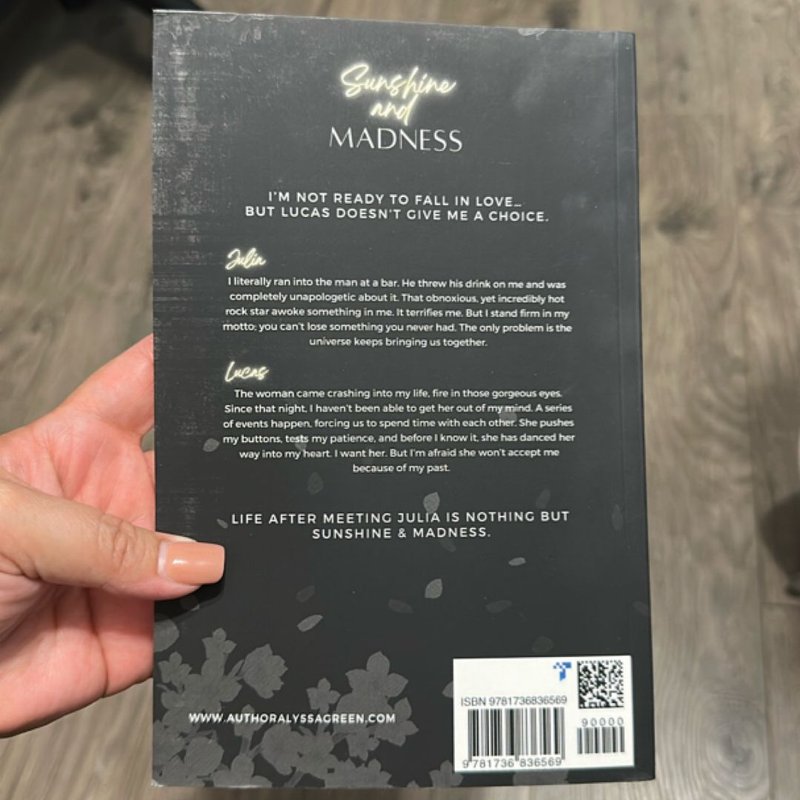 Sunshine
and
MADNESS
I'M NOT READY TO FALL IN LOVE...
BUT LUCAS DOESN'T GIVE ME A CHOICE.
Julia
I literally ran into the man at a bar. He threw his drink on me and was
completely unapologetic about it. That obnoxious, yet incredibly hot
rock star awoke something in me. It terrifies me. But I stand firm in my
motto; you can't lose something you never had. The only problem is the
universe keeps bringing us together.
Lucas
The woman came crashing into my life, fire in those gorgeous eyes.
Since that night, I haven't been able to get her out of my mind. A series
of events happen, forcing us to spend time with each other. She pushes
my buttons, tests my patience, and before I know it, she has danced her
way into my heart. I want her. But I'm afraid she won't accept me
because of my past.
LIFE AFTER MEETING JULIA IS NOTHING BUT
SUNSHINE & MADNESS.
WWW.AUTHORALYSSAGREEN.COM
ISBN 9781736836569
90000
9 781736 836569